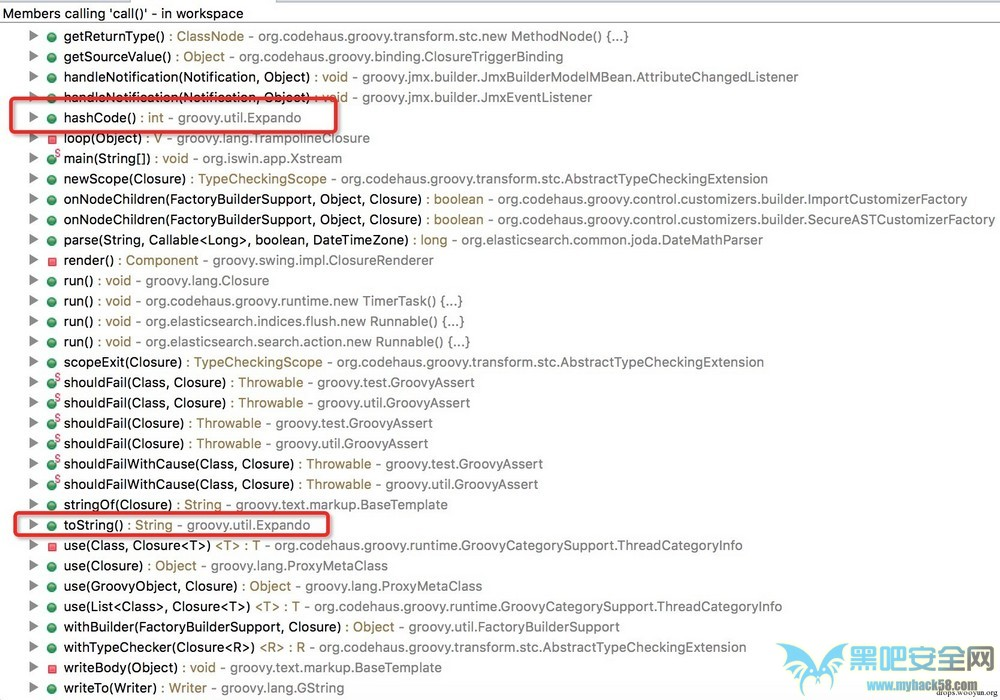 Members calling 'call()' - in workspace
getReturnType() : ClassNode - org.codehaus.groovy.transform.stc.new MethodNode() {...}
getSourceValue() : Object - org.codehaus.groovy.binding.ClosureTriggerBinding
handleNotification(Notification, Object) : void - groovy.jmx.builder.JmxBuilderModelMBean.AttributeChangedListener
handleNotification(Notification, Object) : void - groovy.jmx.builder.JmxEventListener
hashCode() : int - groovy.util.Expando
loop(Object) : V - groovy.lang.TrampolineClosure
main(String[]) : void - org.iswin.app.Xstream
newScope(Closure) : TypeCheckingScope - org.codehaus.groovy.transform.stc.AbstractTypeCheckingExtension
onNodeChildren(FactoryBuilderSupport, Object, Closure) : boolean - org.codehaus.groovy.control.customizers.builder.ImportCustomizerFactory
onNodeChildren(FactoryBuilderSupport, Object, Closure) : boolean - org.codehaus.groovy.control.customizers.builder.SecureASTCustomizerFactory
parse(String, Callable<Long>, boolean, DateTimeZone) : long - org.elasticsearch.common.joda.DateMathParser
render() : Component - groovy.swing.impl.ClosureRenderer
run() : void - groovy.lang.Closure
run() : void - org.codehaus.groovy.runtime.new TimerTask() {...}
run() : void - org.elasticsearch.indices.flush.new Runnable() {...}
run() : void - org.elasticsearch.search.action.new Runnable() {...}
scopeExit(Closure) : TypeCheckingScope - org.codehaus.groovy.transform.stc.AbstractTypeCheckingExtension
shouldFail(Class, Closure) : Throwable - groovy.test.GroovyAssert
shouldFail(Class, Closure) : Throwable - groovy.util.GroovyAssert
shouldFail(Closure) : Throwable - groovy.test.GroovyAssert
shouldFail(Closure) : Throwable - groovy.util.GroovyAssert
shouldFailWithCause(Class, Closure) : Throwable - groovy.test.GroovyAssert
shouldFailWithCause(Class, Closure) : Throwable - groovy.util.GroovyAssert
stringOf(Closure) : String - groovy.text.markup.BaseTemplate
toString() : String - groovy.util.Expando
use(Class, Closure<T>) <T> : T - org.codehaus.groovy.runtime.GroovyCategorySupport.ThreadCategoryInfo
use(Closure) : Object - groovy.lang.ProxyMetaClass
use(GroovyObject, Closure) : Object - groovy.lang.ProxyMetaClass
use(List<Class>, Closure<T>) <T> : T - org.codehaus.groovy.runtime.GroovyCategorySupport.ThreadCategoryInfo
withBuilder(FactoryBuilderSupport, Closure) : Object - groovy.util.FactoryBuilderSupport
withTypeChecker(Closure<R>) <R> : R - org.codehaus.groovy.transform.stc.AbstractTypeCheckingExtension
writeBody(Object) : void - groovy.text.markup.BaseTemplate
writeTo(Writer) : Writer - groovy.lang.GString
黑吧安全网
www.myhack58.com
drops.wooyun.org